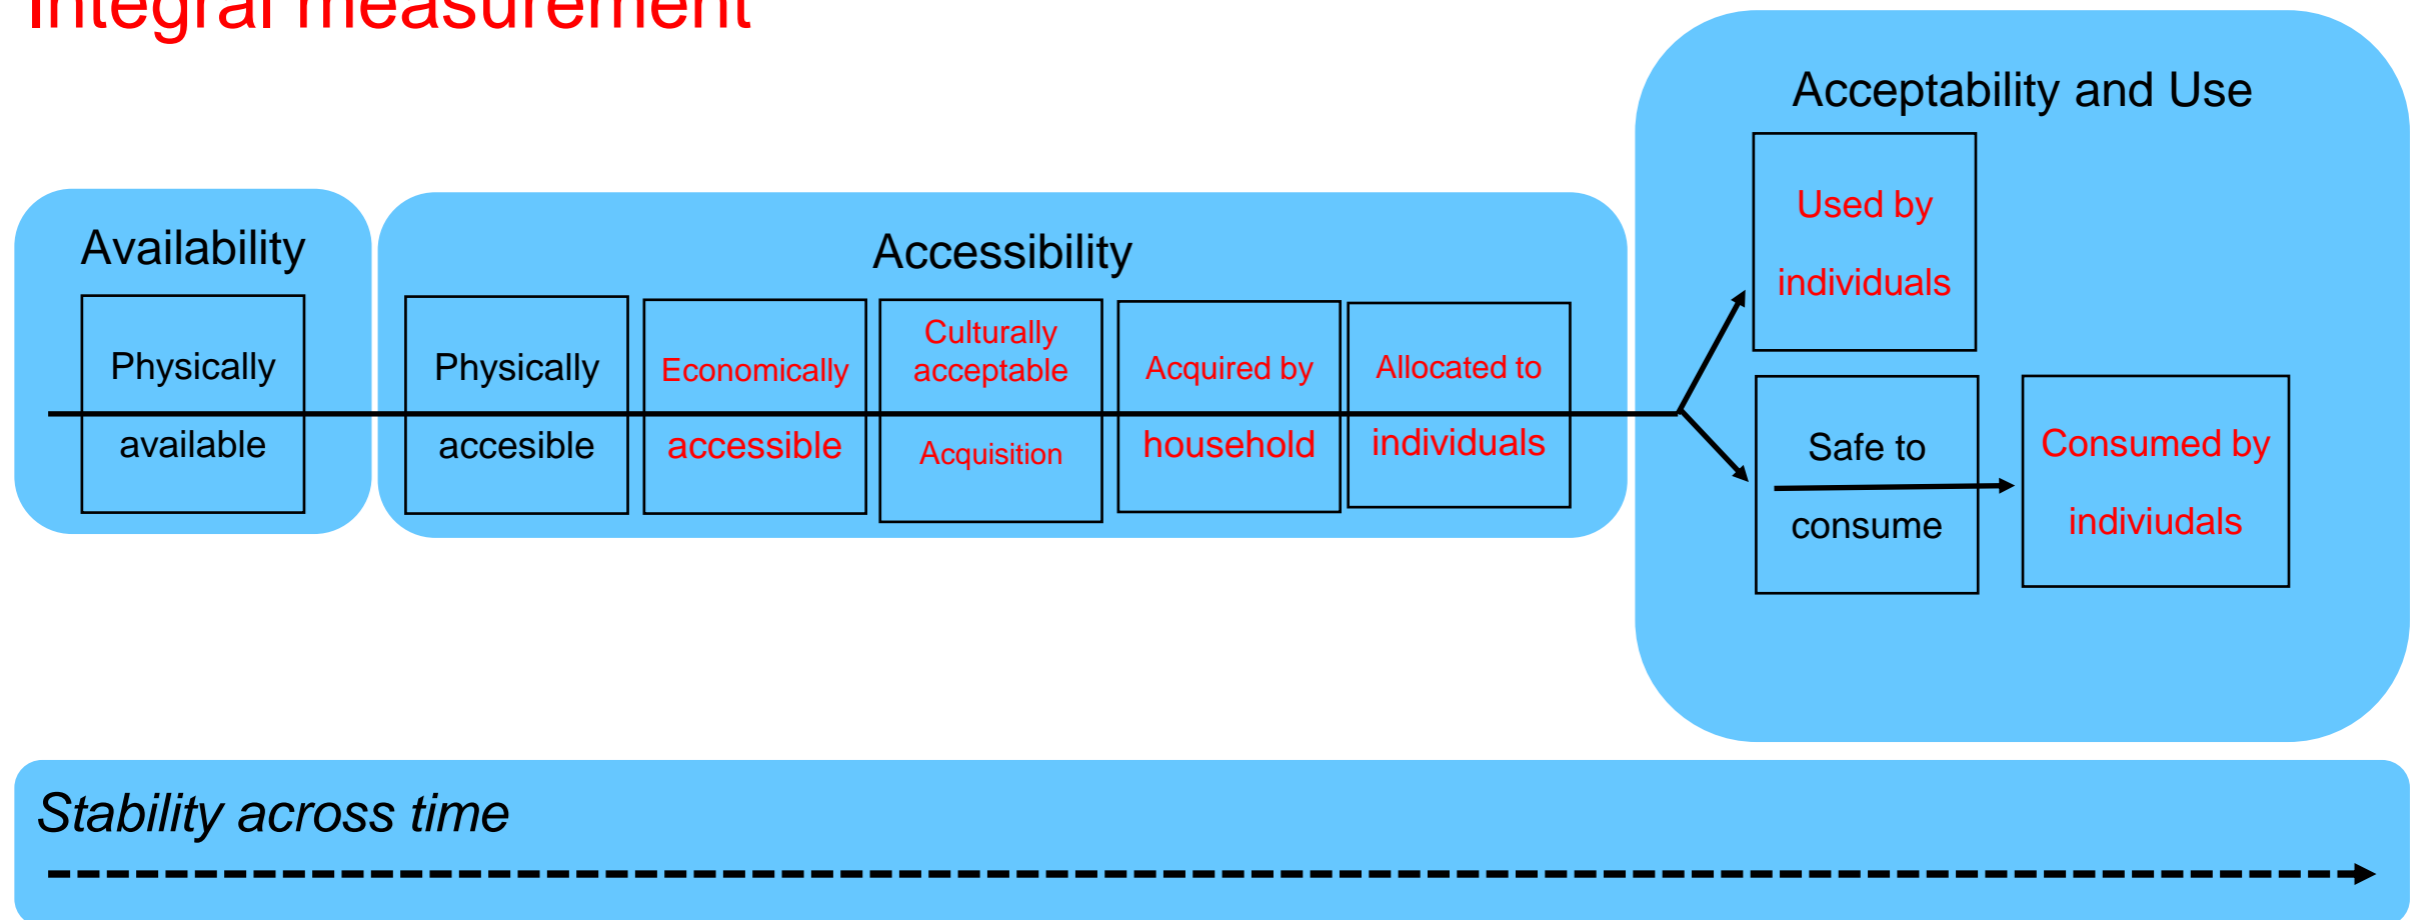 Integral measurement
Acceptability and Use
Used by
individuals
Availability
Accessibility
Physically
available
Physically
accesible
Economically
accessible
Culturally
acceptable
Acquisition
Acquired by
household
Allocated to
individuals
Safe to
consume
Consumed by
indiviudals
Stability across time